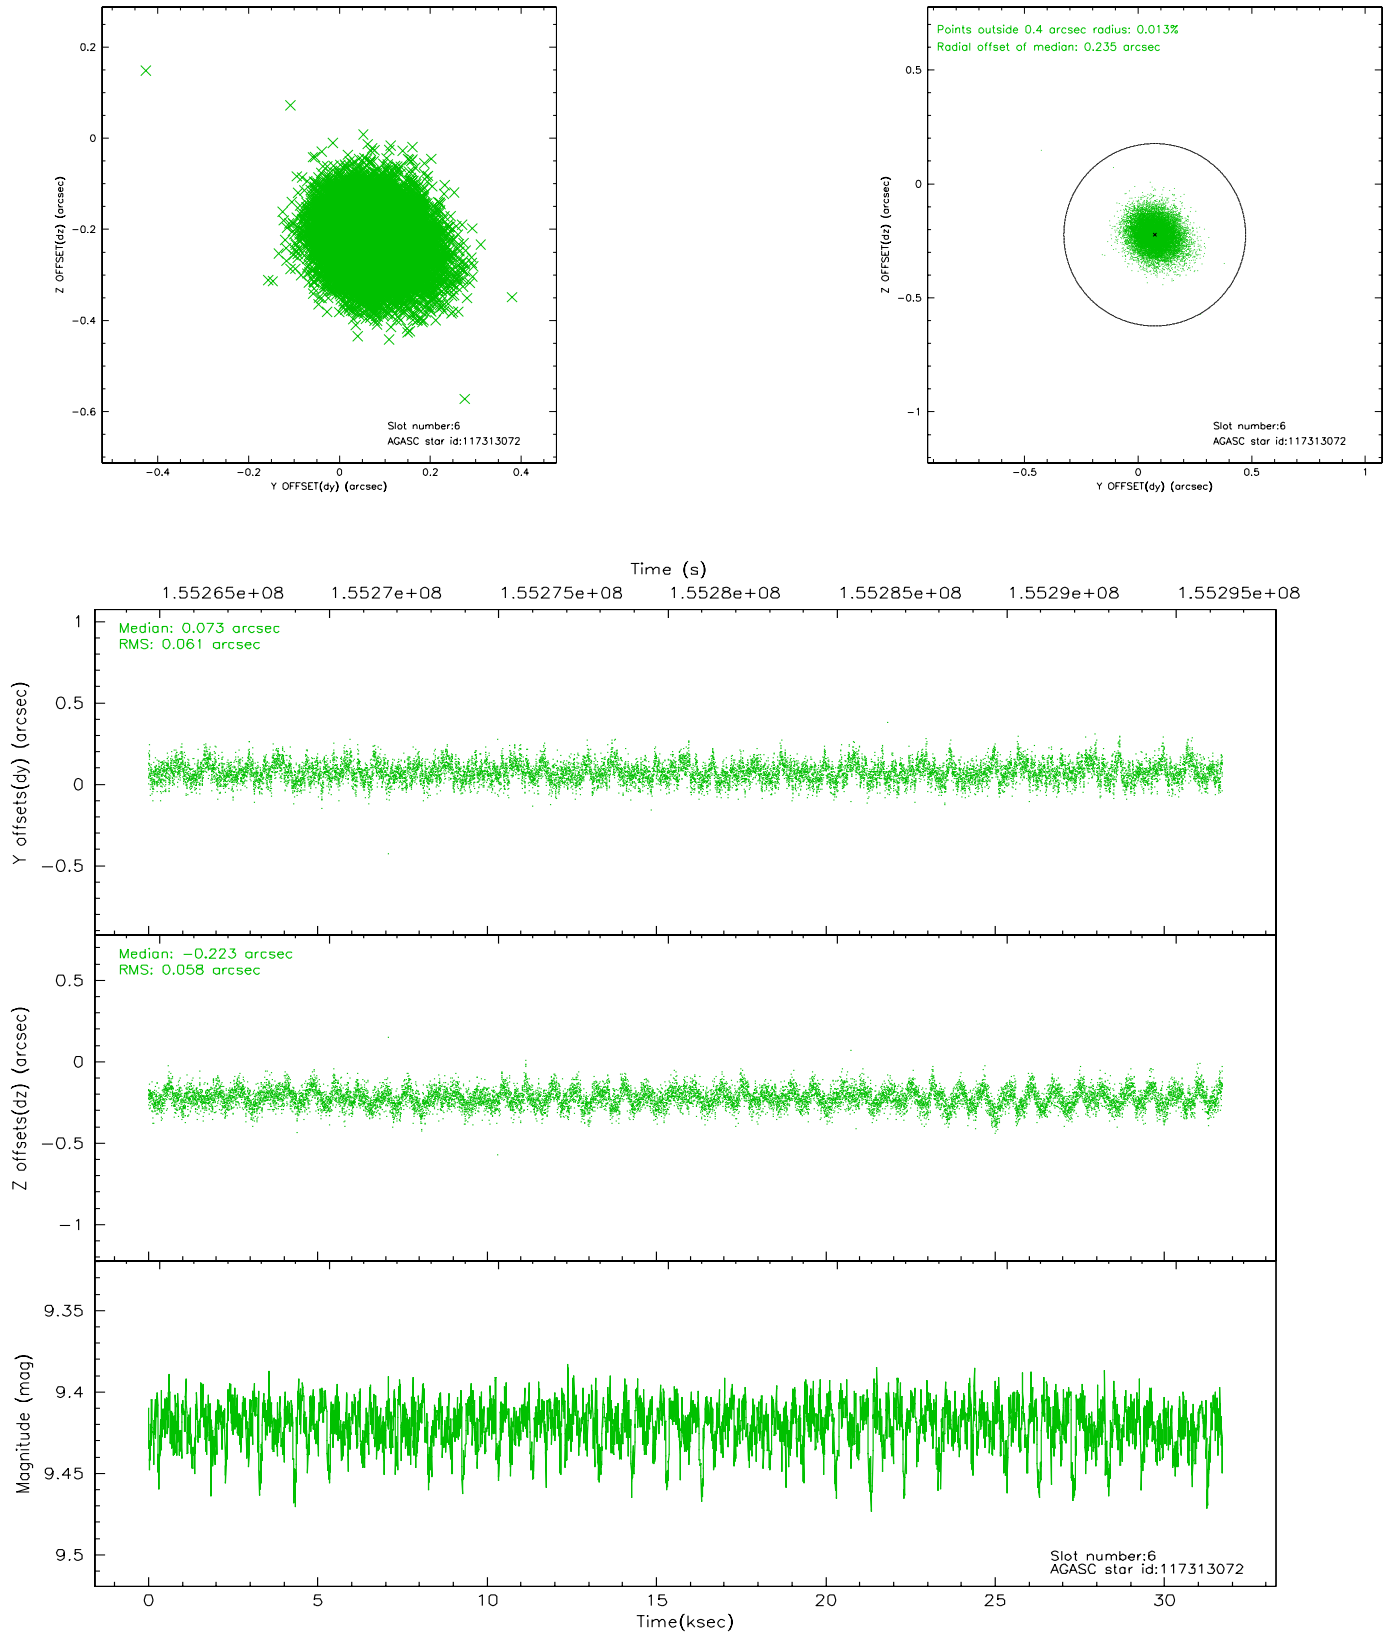 0.2
0
−0.2
−0.4
−0.6
Z OFFSET(dz) (arcsec)
Slot number:6
AGASC star id:117313072
−0.4 −0.2 0 0.2 0.4
Y OFFSET(dy) (arcsec)
Points outside 0.4 arcsec radius: 0.013%
Radial offset of median: 0.235 arcsec
0.5
0
−0.5
−1
Z OFFSET(dz) (arcsec)
Slot number:6
AGASC star id:117313072
−0.5 0 0.5 1
Y OFFSET(dy) (arcsec)
Time (s)
1.55265e+08 1.5527e+08 1.55275e+08 1.5528e+08 1.55285e+08 1.5529e+08 1.55295e+08
Median: 0.073 arcsec
RMS: 0.061 arcsec
1
0.5
0
−0.5
Y offsets(dy) (arcsec)
Median: −0.223 arcsec
RMS: 0.058 arcsec
0.5
0
−0.5
−1
Z offsets(dz) (arcsec)
9.35
9.4
9.45
9.5
Magnitude (mag)
Slot number:6
AGASC star id:117313072
0 5 10 15 20 25 30
Time(ksec)